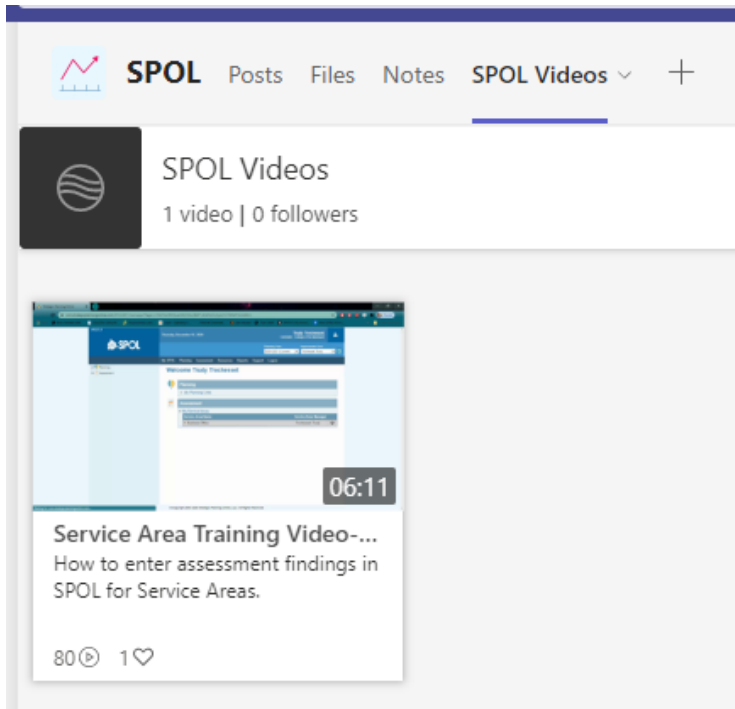 SPOL Posts Files Notes SPOL Videos
SPOL Videos
1 video | 0 followers
SPOL
06:11
Service Area Training Video-...
How to enter assessment findings in
SPOL for Service Areas.
80 1